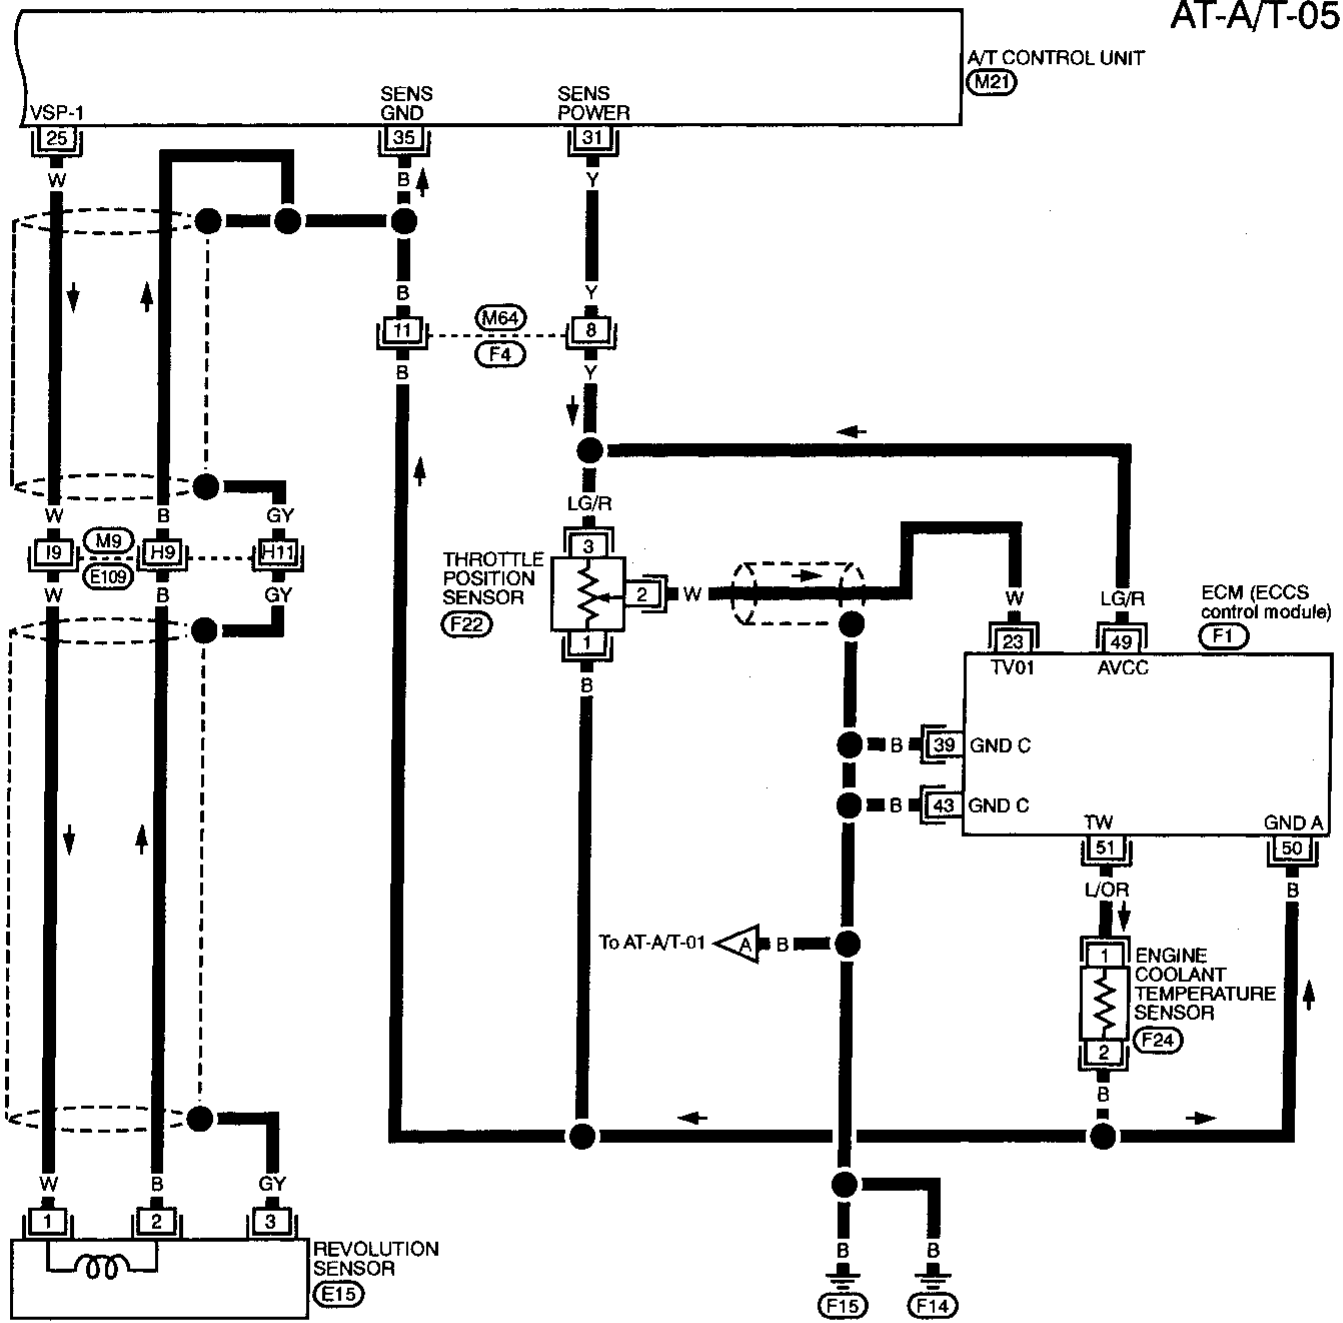 AT-A/T-05
A/T CONTROL UNIT
M21
VSP-1
SENS
GND
SENS
POWER
25
35
31
W
B
Y
B
Y
11
M64
8
F4
B
Y
LG/R
W
B
GY
I9
M9
H9
H11
E109
W
B
GY
THROTTLE
POSITION
SENSOR
F22
3
2
W
1
B
W
LG/R
ECM (ECCS
control module)
F1
23
49
TV01
AVCC
B
39
GND C
B
43
GND C
TW
GND A
51
50
L/OR
B
To AT-A/T-01
A
B
1
ENGINE
COOLANT
TEMPERATURE
SENSOR
F24
2
B
W
B
GY
1
2
3
REVOLUTION
SENSOR
E15
B
B
F15
F14